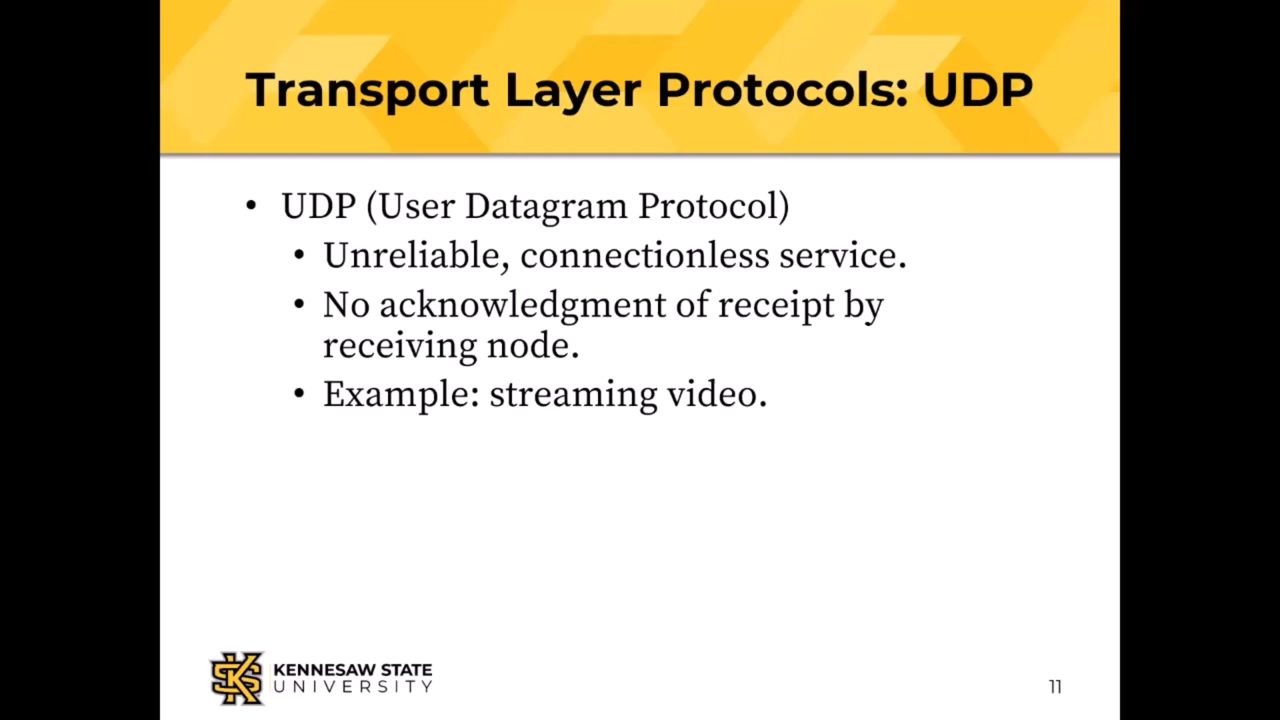 Transport Layer Protocols: UDP
• UDP (User Datagram Protocol)
• Unreliable, connectionless service.
• No acknowledgment of receipt by
receiving node.
• Example: streaming video.
KENNESAW STATE
UNIVERSITY
11